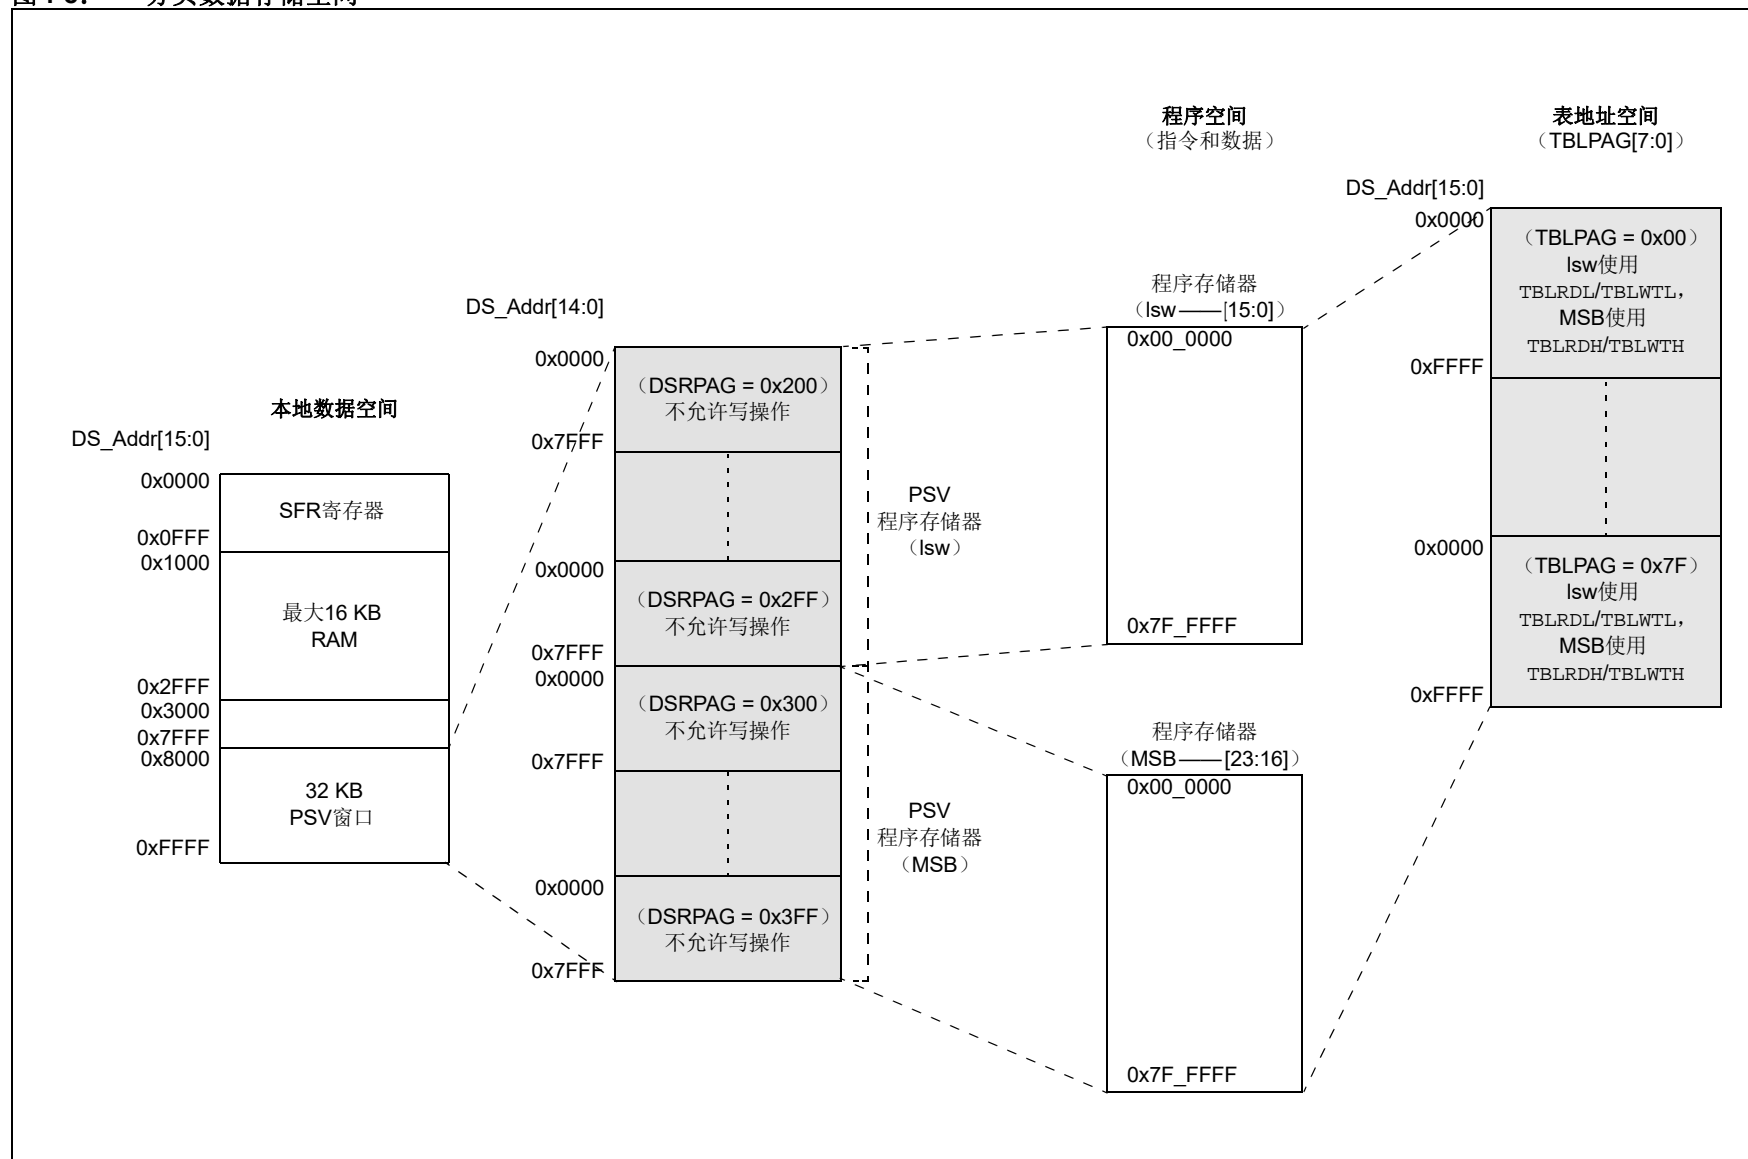 程序空间
（指令和数据）
表地址空间
（TBLPAG[7:0]）
DS_Addr[15:0]
0x0000
（TBLPAG = 0x00）
lsw使用
TBLRDL/TBLWTL，
MSB使用
TBLRDH/TBLWTH
0xFFFF
0x0000
（TBLPAG = 0x7F）
lsw使用
TBLRDL/TBLWTL，
MSB使用
TBLRDH/TBLWTH
0xFFFF
程序存储器
（lsw——[15:0]）
0x00_0000
0x7F_FFFF
程序存储器
（MSB——[23:16]）
0x00_0000
0x7F_FFFF
DS_Addr[14:0]
0x0000
（DSRPAG = 0x200）
不允许写操作
0x7FFF
0x0000
（DSRPAG = 0x2FF）
不允许写操作
0x7FFF
0x0000
（DSRPAG = 0x300）
不允许写操作
0x7FFF
0x0000
（DSRPAG = 0x3FF）
不允许写操作
0x7FFF
PSV
程序存储器
（lsw）
PSV
程序存储器
（MSB）
本地数据空间
DS_Addr[15:0]
0x0000
SFR寄存器
0x0FFF
0x1000
最大16 KB
RAM
0x2FFF
0x3000
0x7FFF
0x8000
32 KB
PSV窗口
0xFFFF